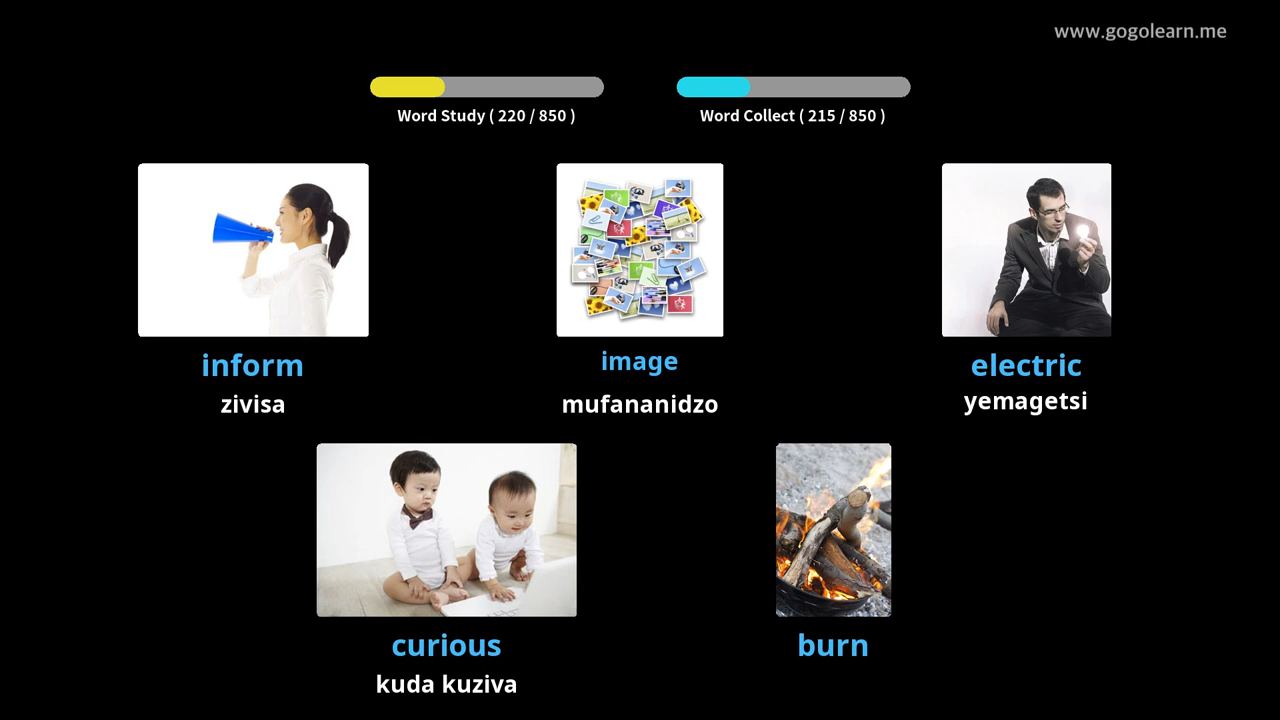 www.gogolearn.me
Word Study ( 220 / 850 )
Word Collect ( 215 / 850 )
inform
zivisa
image
mufananidzo
electric
yemagetsi
curious
kuda kuziva
burn